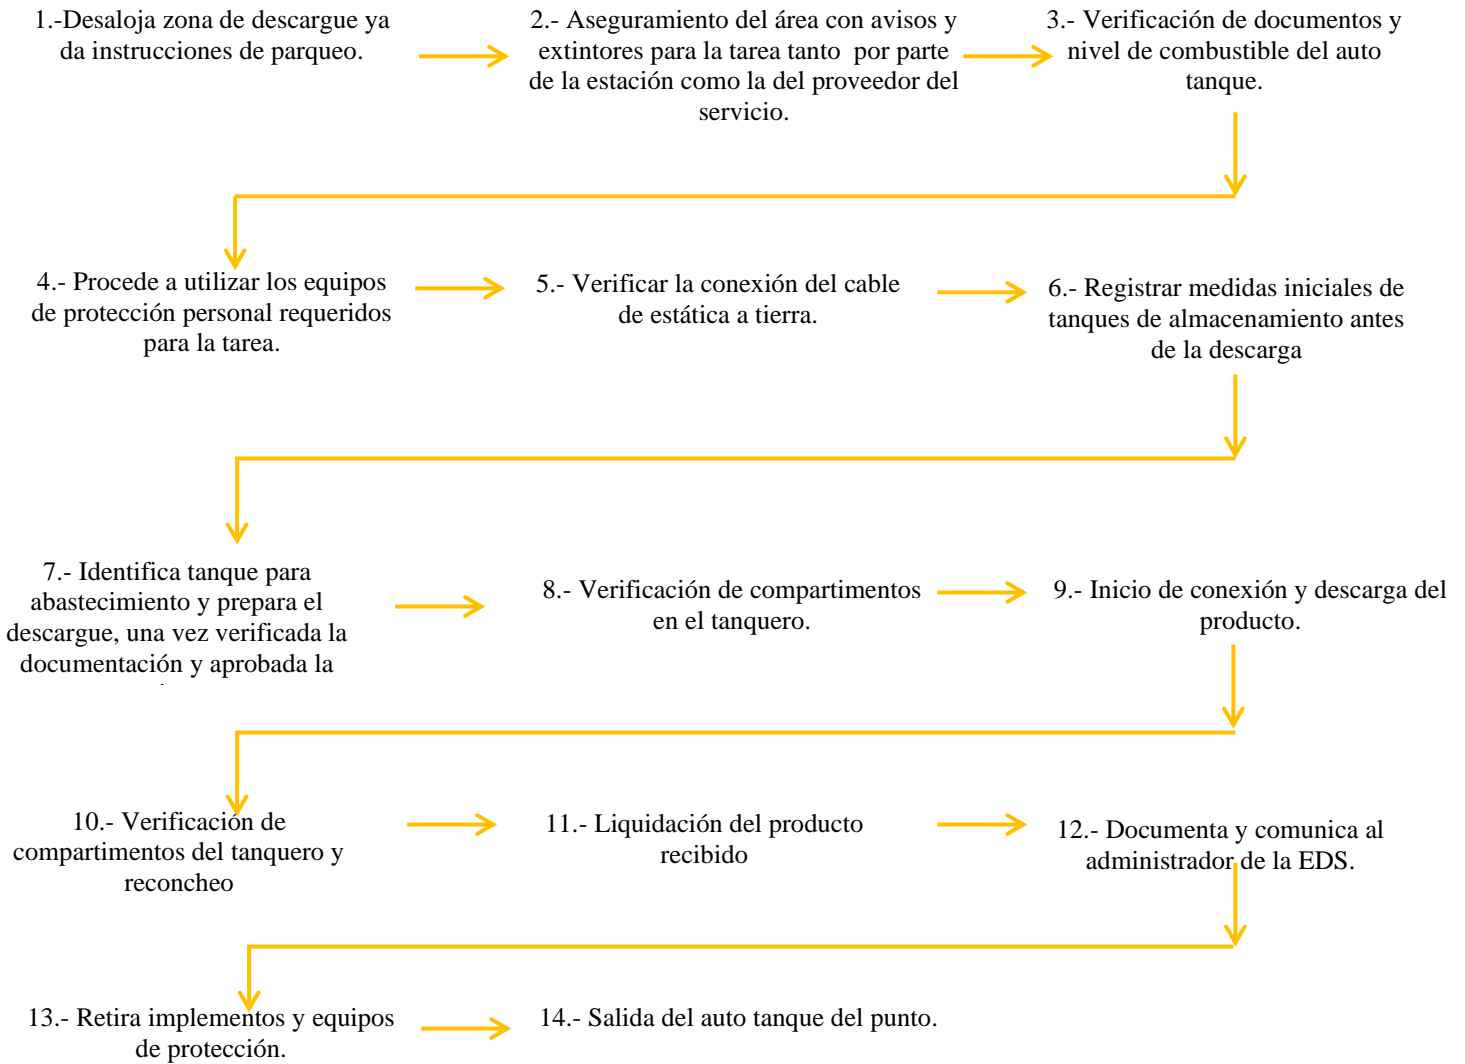 1.-Desaloja zona de descargue ya
da instrucciones de parqueo.
2.- Aseguramiento del área con avisos y
extintores para la tarea tanto por parte
de la estación como la del proveedor del
servicio.
3.- Verificación de documentos y
nivel de combustible del auto
tanque.
4.- Procede a utilizar los equipos
de protección personal requeridos
para la tarea.
5.- Verificar la conexión del cable
de estática a tierra.
6.- Registrar medidas iniciales de
tanques de almacenamiento antes
de la descarga
7.- Identifica tanque para
abastecimiento y prepara el
descargue, una vez verificada la
documentación y aprobada la
8.- Verificación de compartimentos
en el tanquero.
9.- Inicio de conexión y descarga del
producto.
10.- Verificación de
compartimentos del tanquero y
reconcheo
11.- Liquidación del producto
recibido
12.- Documenta y comunica al
administrador de la EDS.
13.- Retira implementos y equipos
de protección.
14.- Salida del auto tanque del punto.